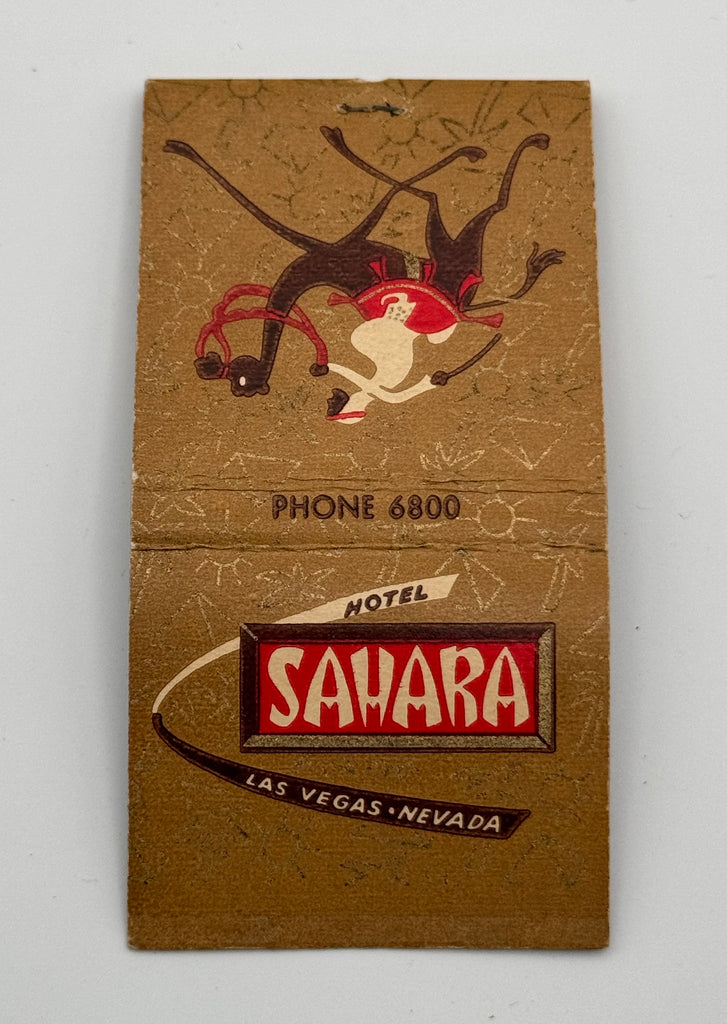 PHONE 6800
HOTEL
SAHARA
LAS VEGAS • NEVADA